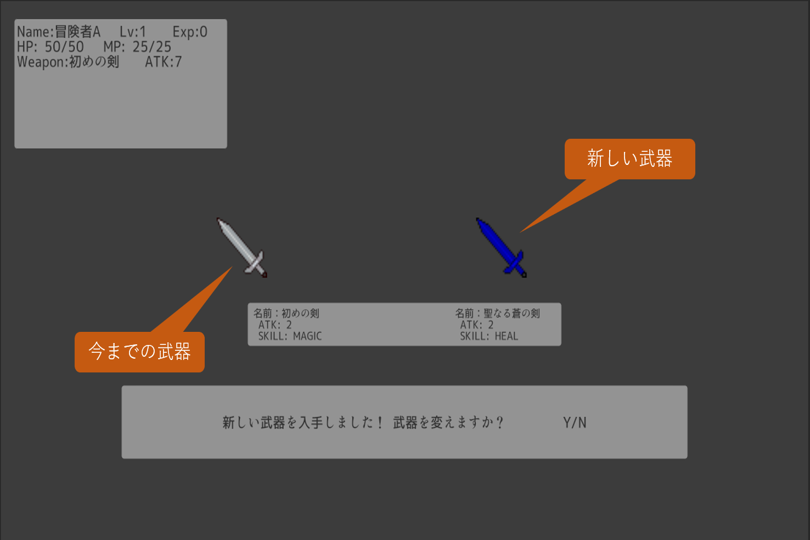 Name:冒険者A Lv:1 Exp:0
HP: 50/50 MP: 25/25
Weapon:初めの剣 ATK:7
新しい武器
今までの武器
名前：初めの剣
ATK: 2
SKILL: MAGIC
名前：聖なる蒼の剣
ATK: 2
SKILL: HEAL
新しい武器を入手しました！ 武器を変えますか？ Y/N